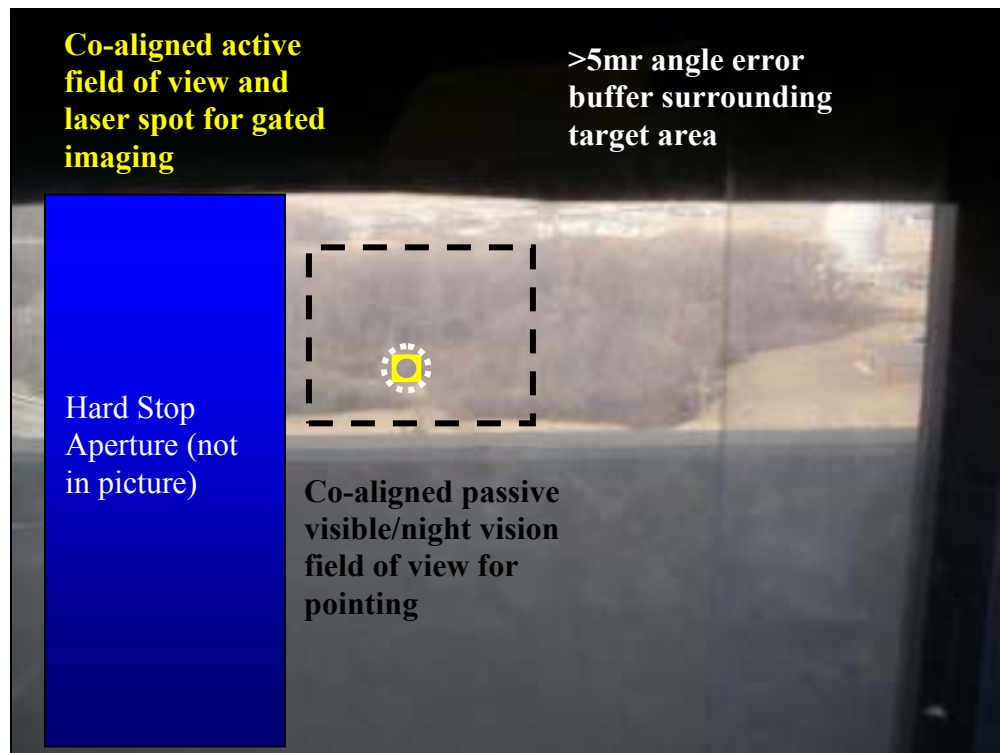 Co-aligned active
field of view and
laser spot for gated
imaging
>5mr angle error
buffer surrounding
target area
Hard Stop
Aperture (not
in picture)
Co-aligned passive
visible/night vision
field of view for
pointing